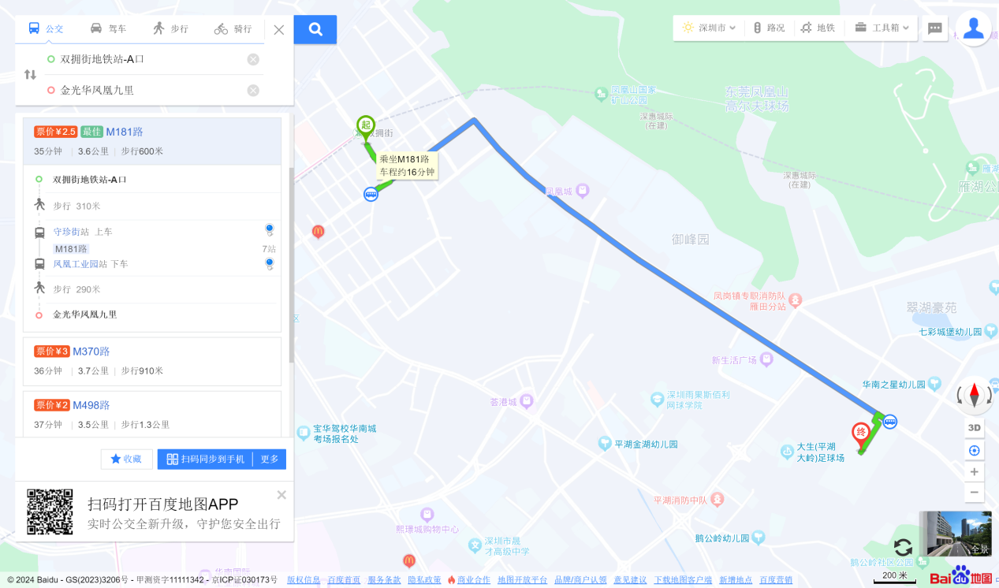 公交
驾车
步行
骑行
深圳市
路况
地铁
工具箱
双拥街地铁站-A口
金光华凤凰九里
票价¥2.5 最佳 M181路
35分钟 | 3.6公里 | 步行600米
双拥街地铁站-A口
步行 310米
守珍街站 上车
M181路
7站
凤凰工业园站 下车
步行 290米
金光华凤凰九里
票价¥3 M370路
36分钟 | 3.7公里 | 步行910米
票价¥2 M498路
37分钟 | 3.5公里 | 步行1.3公里
收藏
扫码同步到手机
更多
扫码打开百度地图APP
实时公交全新升级，守护您安全出行
起
拥街
乘坐M181路
车程约16分钟
凤凰山国家
矿山公园
东莞凤凰山
高尔夫球场
深惠城际
(在建)
深惠城际
(在建)
雁湖
雁湖公
凤凰城
御峰园
凤岗镇专职消防队
雁田分站
翠湖豪苑
七彩城堡幼儿园
区
新生活广场
华南之星幼儿园
荟港城
深圳雨果斯佰利
网球学院
宝华驾校华南城
考场报名处
平湖金湖幼儿园
终
大生(平湖
大岭)足球场
平湖消防中队
熙璟城购物中心
深圳市晟
才高级中学
鹅公岭幼儿园
鹅公岭社区公园
华南国际
3D
全景
200 米
Bai 地图
© 2024 Baidu - GS(2023)3206号 - 甲测资字11111342 - 京ICP证030173号
版权信息
百度首页
服务条款
隐私政策
商业合作
地图开放平台
品牌/商户认领
意见建议
下载地图客户端
新增地点
百度营销